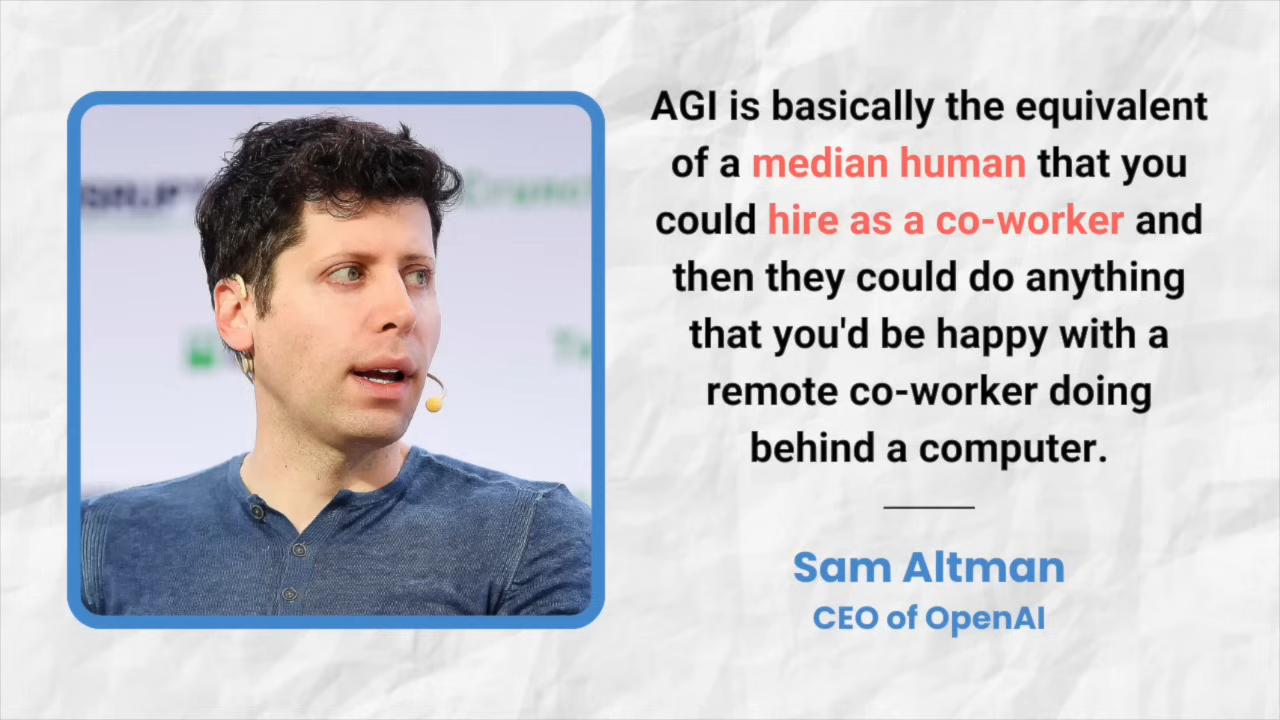 AGI is basically the equivalent
of a median human that you
could hire as a co-worker and
then they could do anything
that you'd be happy with a
remote co-worker doing
behind a computer.
Sam Altman
CEO of OpenAI